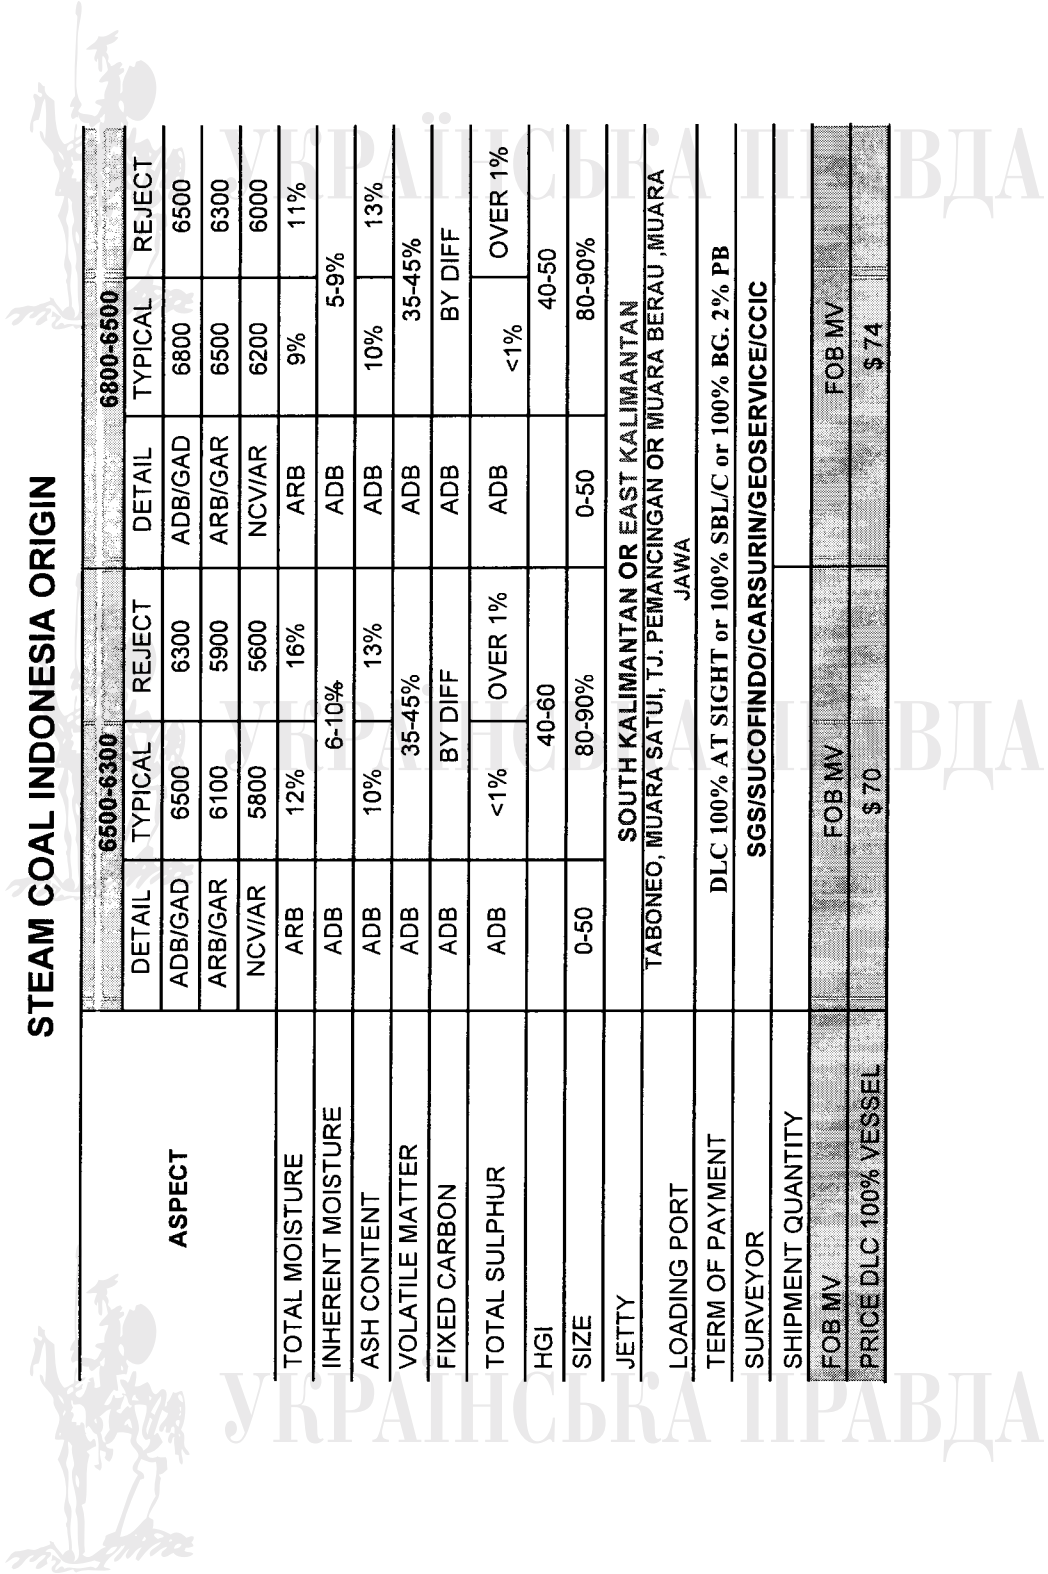 STEAM COAL INDONESIA ORIGIN
ASPECT 6500-6300 6800-6500
DETAIL TYPICAL REJECT DETAIL TYPICAL REJECT
ADB/GAD 6500 6300 ADB/GAD 6800 6500
ARB/GAR 6100 5900 ARB/GAR 6500 6300
NCV/AR 5800 5600 NCV/AR 6200 6000
TOTAL MOISTURE ARB 12% 16% ARB 9% 11%
INHERENT MOISTURE ADB 6-10% ADB 5-9%
ASH CONTENT ADB 10% 13% ADB 10% 13%
VOLATILE MATTER ADB 35-45% ADB 35-45%
FIXED CARBON ADB BY DIFF ADB BY DIFF
TOTAL SULPHUR ADB <1% OVER 1% ADB <1% OVER 1%
HGI 40-60 40-50
SIZE 0-50 80-90% 0-50 80-90%
JETTY SOUTH KALIMANTAN OR EAST KALIMANTAN
LOADING PORT TABONEO, MUARA SATUI, TJ. PEMANCINGAN OR MUARA BERAU ,MUARA
JAWA
TERM OF PAYMENT DLC 100% AT SIGHT or 100% SBL/C or 100% BG. 2% PB
SURVEYOR SGS/SUCOFINDO/CARSURIN/GEOSERVICE/CCIC
SHIPMENT QUANTITY
FOB MV FOB MV FOB MV
PRICE DLC 100% VESSEL $ 70 $ 74
УКРАЇНСЬКА ПРАВДА
УКРАЇНСЬКА ПРАВДА
УКРАЇНСЬКА ПРАВДА